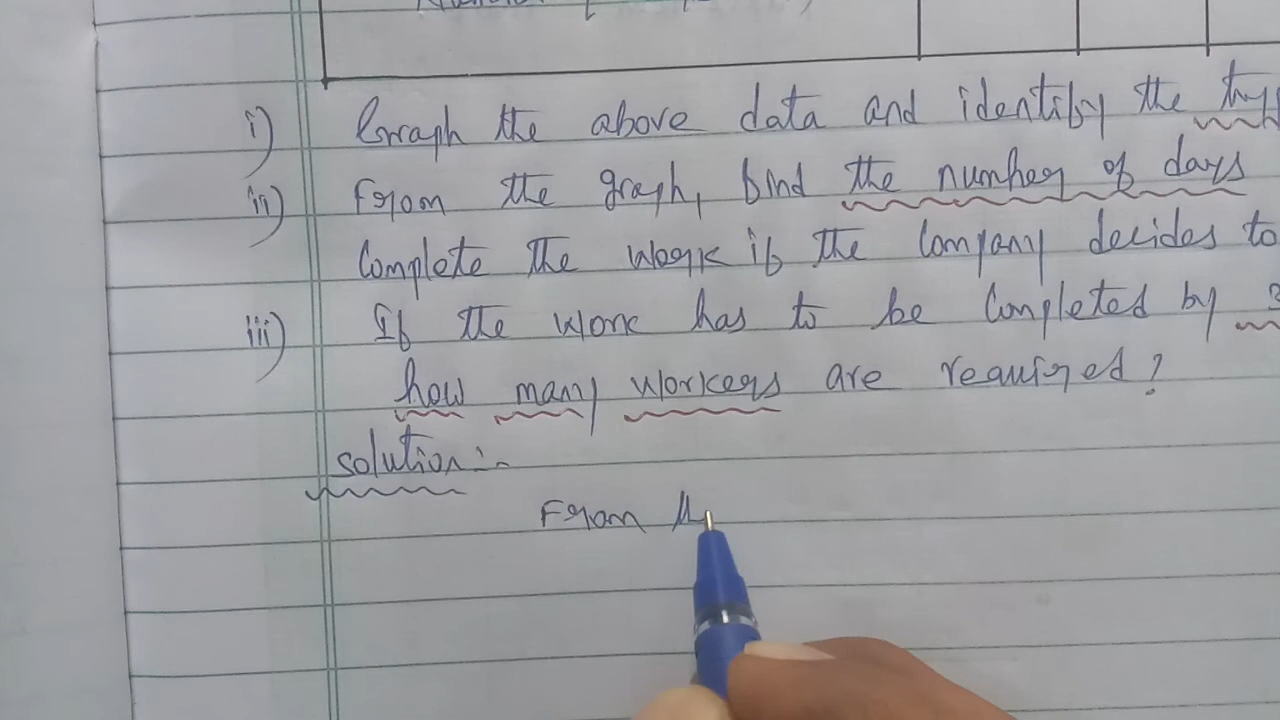 i) Graph the above data and identify the
ii) From the graph, find the number of days
Complete the work if the Company decides to
iii) If the work has to be Completed by
how many workers are required?
solution:-
From